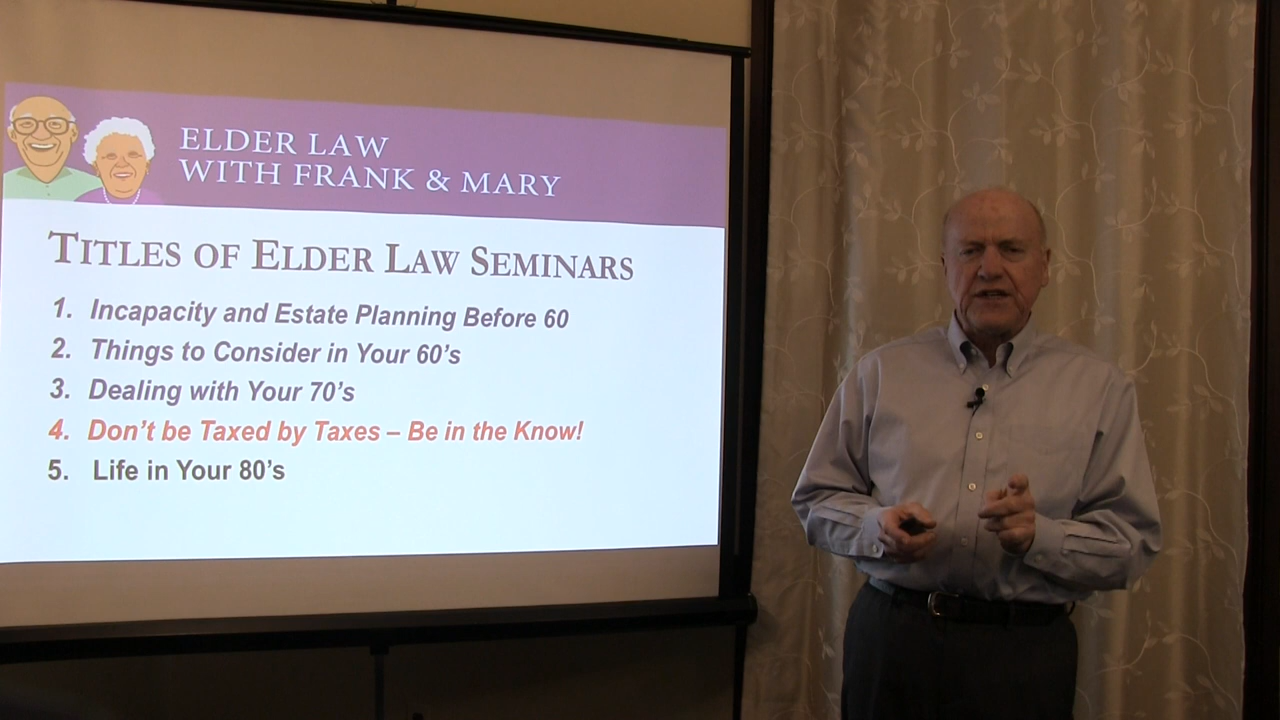 ELDER LAW
WITH FRANK & MARY
TITLES OF ELDER LAW SEMINARS
1. Incapacity and Estate Planning Before 60
2. Things to Consider in Your 60's
3. Dealing with Your 70's
4. Don't be Taxed by Taxes – Be in the Know!
5. Life in Your 80's